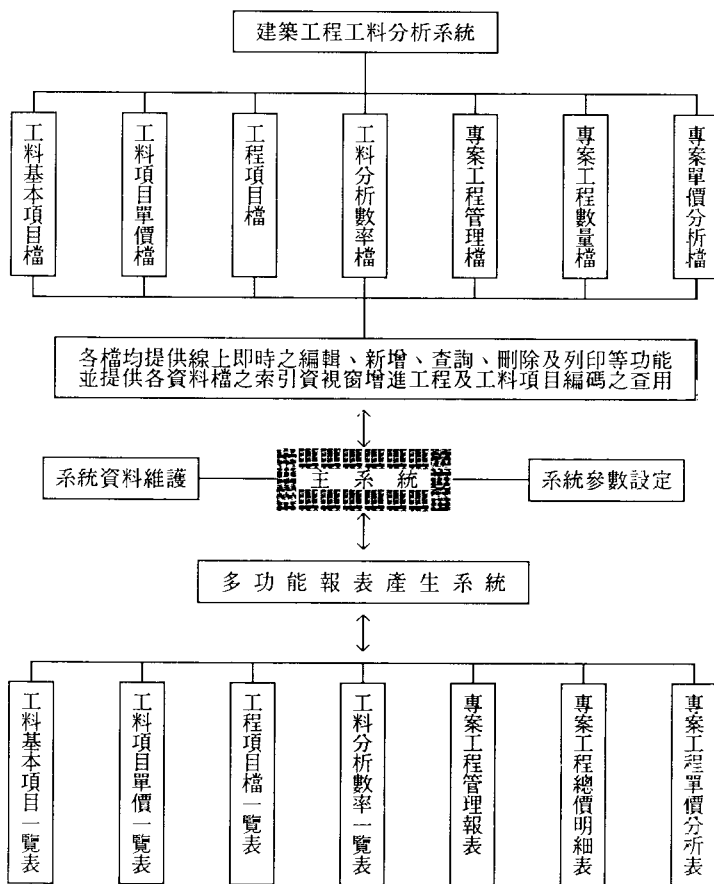 建築工程工料分析系統
工料基本項目檔
工料項目單價檔
工程項目檔
工料分析數率檔
專案工程管理檔
專案工程數量檔
專案單價分析檔
各檔均提供線上即時之編輯、新增、查詢、刪除及列印等功能
並提供各資料檔之索引資視窗增進工程及工料項目編碼之查用
系統資料維護
主系統
系統參數設定
多功能報表產生系統
工料基本項目一覽表
工料項目單價一覽表
工程項目檔一覽表
工料分析數率一覽表
專案工程管理報表
專案工程總價明細表
專案工程單價分析表